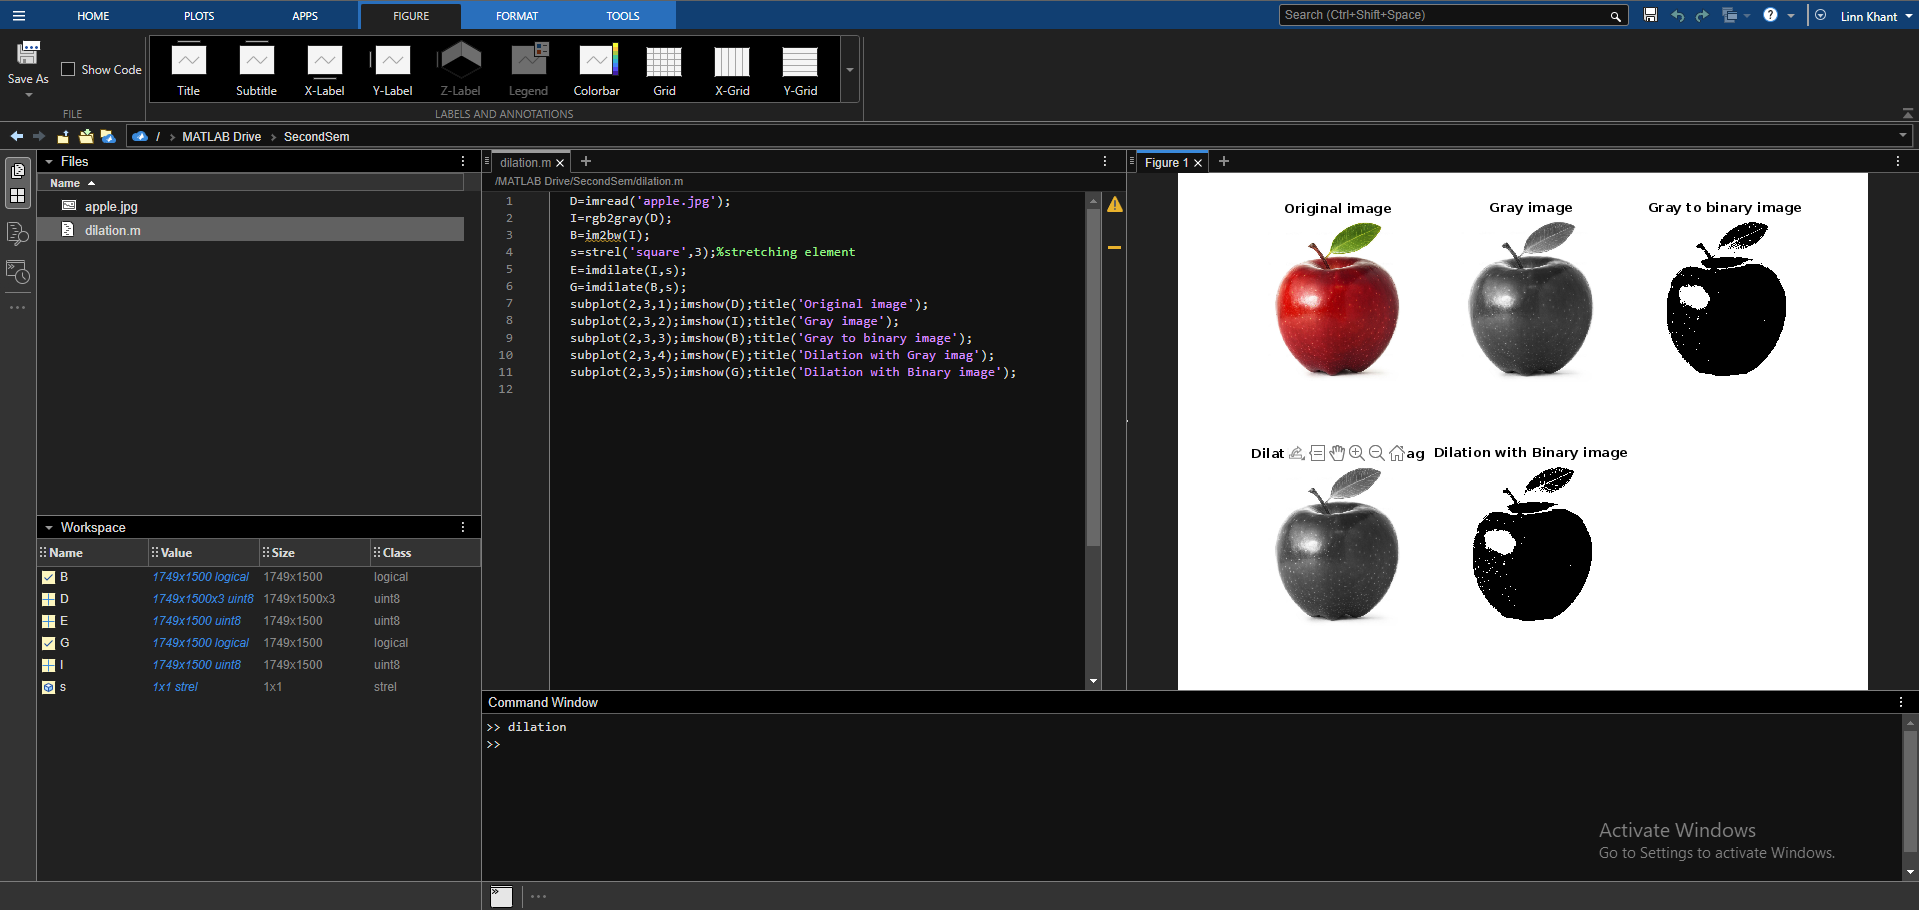 HOME PLOTS APPS FIGURE FORMAT TOOLS Search (Ctrl+Shift+Space) Linn Khant
Save As Show Code
Title Subtitle X-Label Y-Label Z-Label Legend Colorbar Grid X-Grid Y-Grid
FILE LABELS AND ANNOTATIONS
/ MATLAB Drive SecondSem
Files
Name
apple.jpg
dilation.m
Workspace
Name Value Size Class
B 1749x1500 logical 1749x1500 logical
D 1749x1500x3 uint8 1749x1500x3 uint8
E 1749x1500 uint8 1749x1500 uint8
G 1749x1500 logical 1749x1500 logical
I 1749x1500 uint8 1749x1500 uint8
s 1x1 strel 1x1 strel
dilation.m
/MATLAB Drive/SecondSem/dilation.m
1 D=imread('apple.jpg');
2 I=rgb2gray(D);
3 B=im2bw(I);
4 s=strel('square',3);%stretching element
5 E=imdilate(I,s);
6 G=imdilate(B,s);
7 subplot(2,3,1);imshow(D);title('Original image');
8 subplot(2,3,2);imshow(I);title('Gray image');
9 subplot(2,3,3);imshow(B);title('Gray to binary image');
10 subplot(2,3,4);imshow(E);title('Dilation with Gray imag');
11 subplot(2,3,5);imshow(G);title('Dilation with Binary image');
12
Figure 1
Original image Gray image Gray to binary image
Dilat ag Dilation with Binary image
Command Window
>> dilation
>>
Activate Windows
Go to Settings to activate Windows.